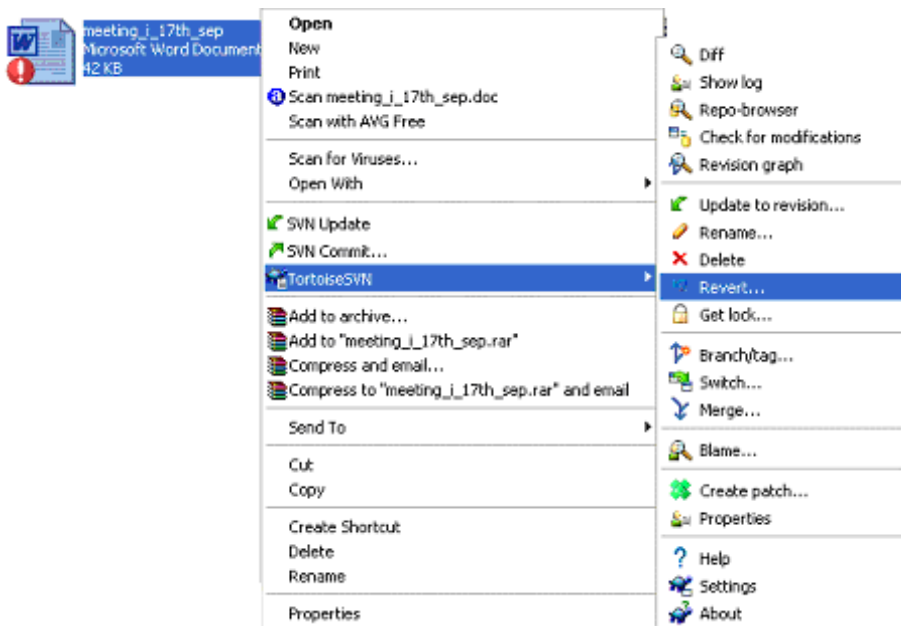 meeting_i_17th_sep
Microsoft Word Document
42 KB
Open
New
Print
Scan meeting_i_17th_sep.doc
Scan with AVG Free
Scan for Viruses...
Open With
SVN Update
SVN Commit...
TortoiseSVN
Add to archive...
Add to "meeting_i_17th_sep.rar"
Compress and email...
Compress to "meeting_i_17th_sep.rar" and email
Send To
Cut
Copy
Create Shortcut
Delete
Rename
Properties
Diff
Show log
Repo-browser
Check for modifications
Revision graph
Update to revision...
Rename...
Delete
Revert...
Get lock...
Branch/tag...
Switch...
Merge...
Blame...
Create patch...
Properties
Help
Settings
About